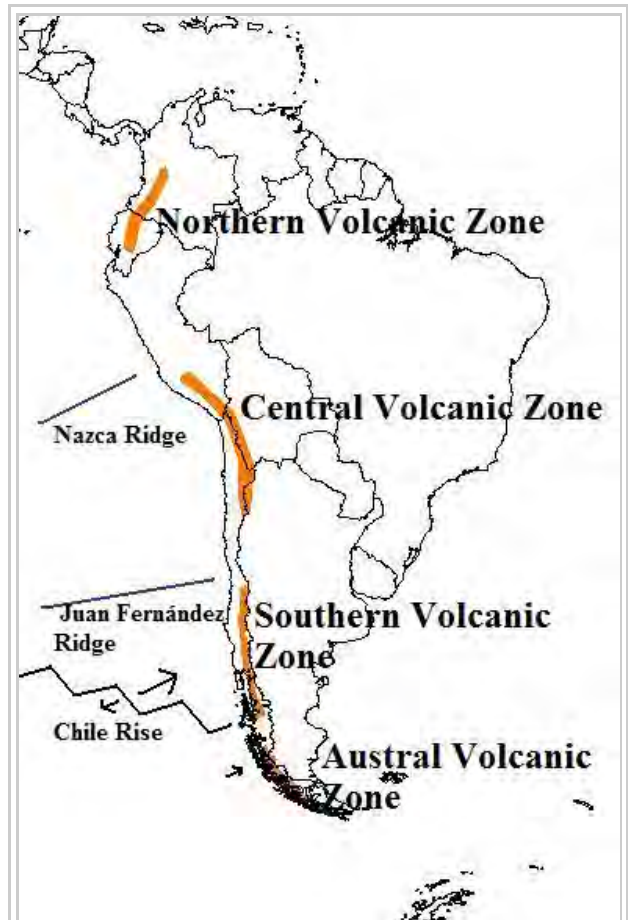 Northern Volcanic Zone
Central Volcanic Zone
Nazca Ridge
Juan Fernández
Ridge
Southern Volcanic
Zone
Chile Rise
Austral Volcanic
Zone